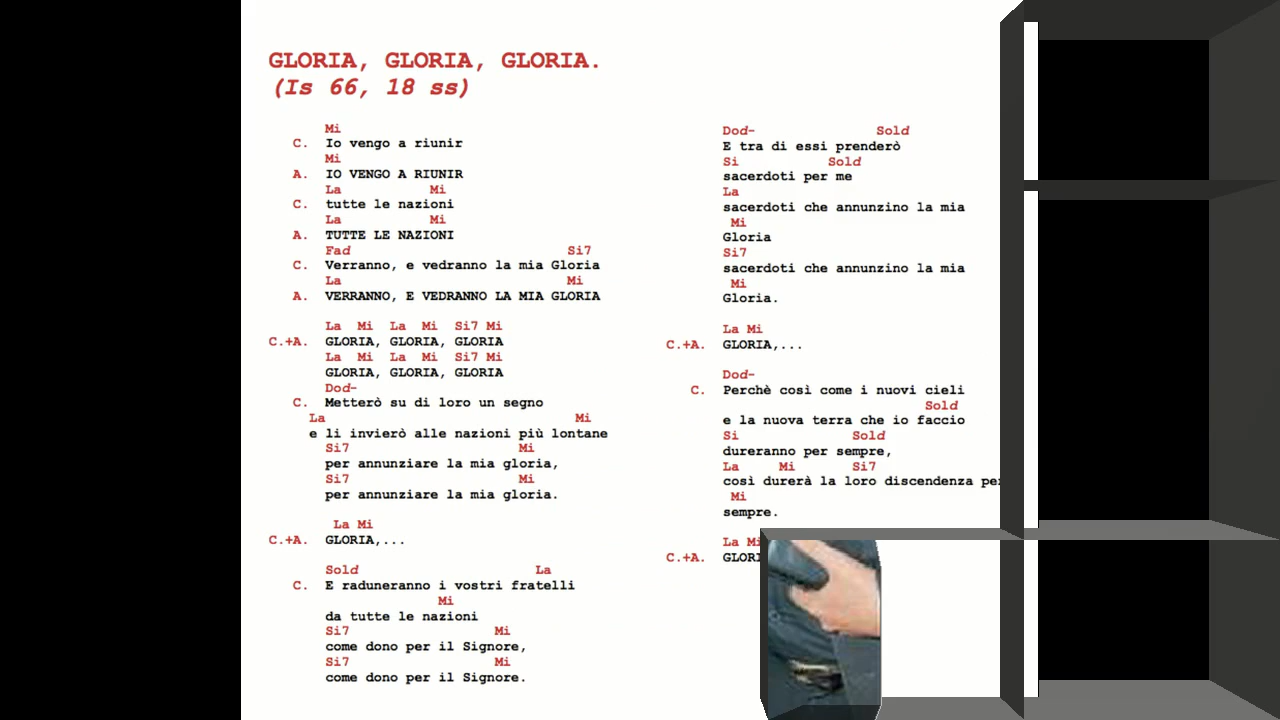 GLORIA, GLORIA, GLORIA.
(Is 66, 18 ss)
Mi
C. Io vengo a riunir
Mi
A. IO VENGO A RIUNIR
La Mi
C. tutte le nazioni
La Mi
A. TUTTE LE NAZIONI
Fad Si7
C. Verranno, e vedranno la mia Gloria
La Mi
A. VERRANNO, E VEDRANNO LA MIA GLORIA
La Mi La Mi Si7 Mi
C.+A. GLORIA, GLORIA, GLORIA
La Mi La Mi Si7 Mi
GLORIA, GLORIA, GLORIA
Dod-
C. Metterò su di loro un segno
La Mi
e li invierò alle nazioni più lontane
Si7 Mi
per annunziare la mia gloria,
Si7 Mi
per annunziare la mia gloria.
La Mi
C.+A. GLORIA,...
Sold La
C. E raduneranno i vostri fratelli
Mi
da tutte le nazioni
Si7 Mi
come dono per il Signore,
Si7 Mi
come dono per il Signore.
Dod- Sold
E tra di essi prenderò
Si Sold
sacerdoti per me
La
sacerdoti che annunzino la mia
Mi
Gloria
Si7
sacerdoti che annunzino la mia
Mi
Gloria.
La Mi
C.+A. GLORIA,...
Dod-
C. Perchè così come i nuovi cieli
Sold
e la nuova terra che io faccio
Si Sold
dureranno per sempre,
La Mi Si7
così durerà la loro discendenza per
Mi
sempre.
La Mi
C.+A.